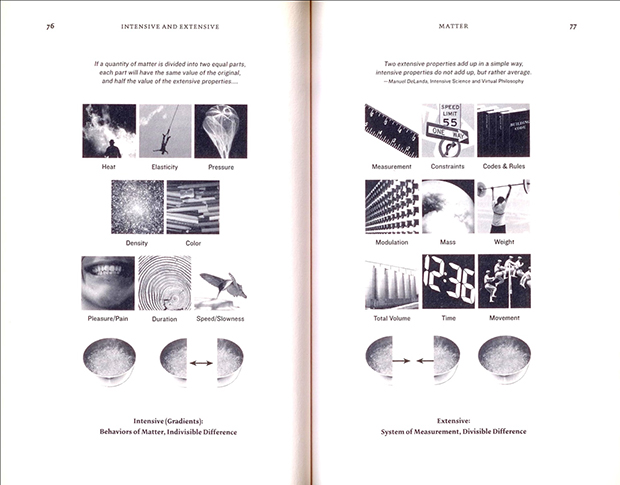 76
INTENSIVE AND EXTENSIVE
If a quantity of matter is divided into two equal parts,
each part will have the same value of the original,
and half the value of the extensive properties....
Heat
Elasticity
Pressure
Density
Color
Pleasure/Pain
Duration
Speed/Slowness
Intensive (Gradients):
Behaviors of Matter, Indivisible Difference
MATTER
77
Two extensive properties add up in a simple way,
intensive properties do not add up, but rather average.
—Manuel DeLanda, Intensive Science and Virtual Philosophy
SPEED
LIMIT
55
ONE WAY
BUILDING
CODE
Measurement
Constraints
Codes & Rules
Modulation
Mass
Weight
12:36
Total Volume
Time
Movement
Extensive:
System of Measurement, Divisible Difference